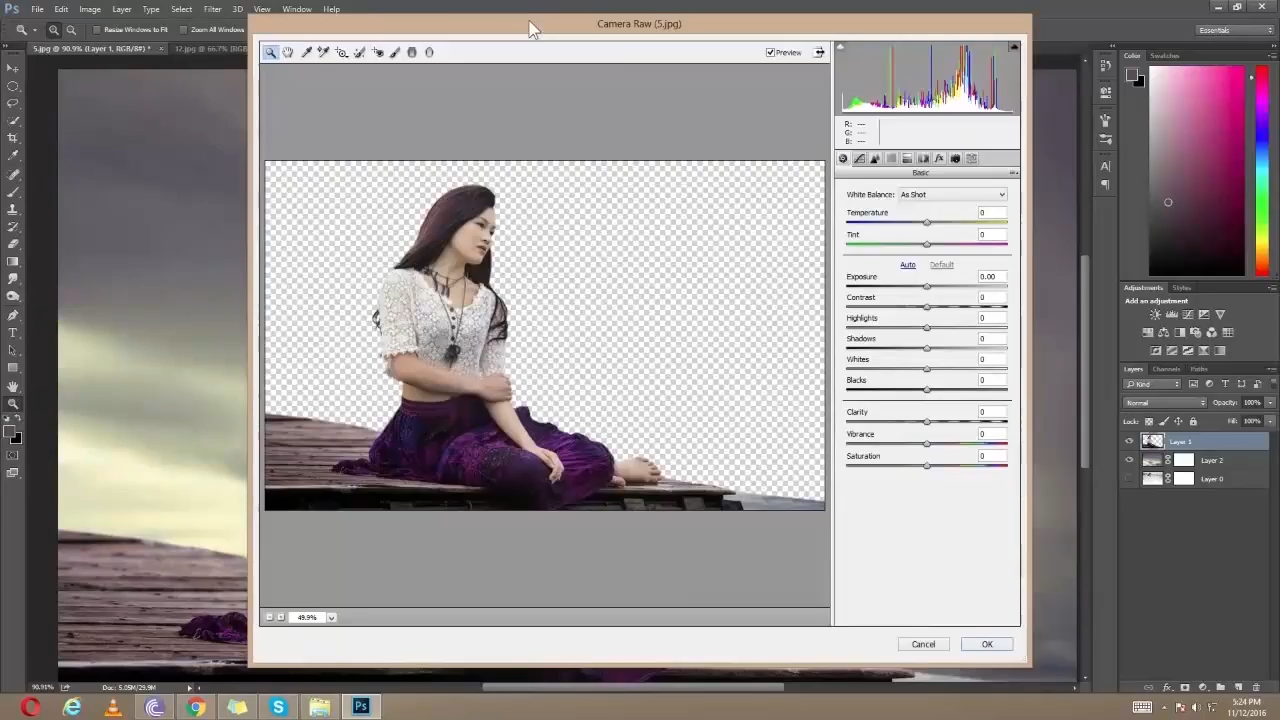 Ps File Edit Image Layer Type Select Filter 3D View Window Help
Camera Raw (5.jpg)
Resize Windows to Fit Zoom All Windows
Essentials
5.jpg @ 90.9% (Layer 1, RGB/8#) * ×
12.jpg @ 66.7% (RGB/8#
Preview
Color Swatches
R: ---
G: ---
B: ---
Basic
White Balance: As Shot
Temperature 0
Tint 0
Auto Default
Exposure 0.00
Contrast 0
Highlights 0
Shadows 0
Whites 0
Blacks 0
Clarity 0
Vibrance 0
Saturation 0
Adjustments Styles
Add an adjustment
Layers Channels Paths
Kind
Normal Opacity: 100%
Lock: Fill: 100%
Layer 1
Layer 2
Layer 0
49.9%
Cancel OK
90.91% Doc: 5.05M/29.9M
5:24 PM
11/12/2016